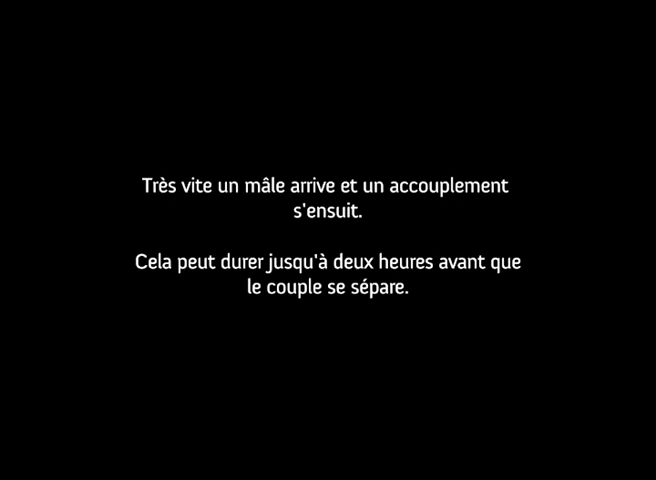 Très vite un mâle arrive et un accouplement
s'ensuit.
Cela peut durer jusqu'à deux heures avant que
le couple se sépare.